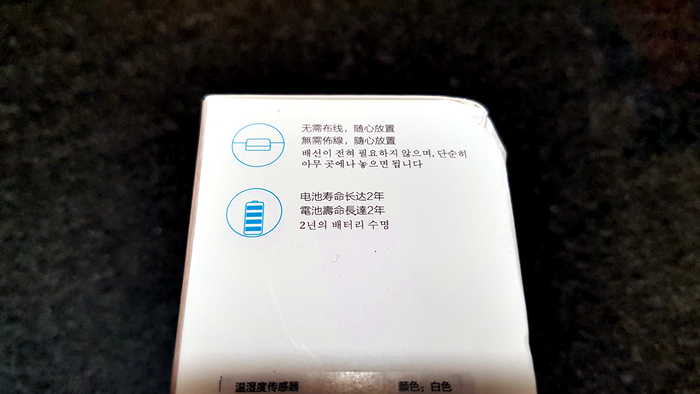 无需布线，随心放置
無需佈線，隨心放置
배선이 전혀 필요하지 않으며, 단순히
아무 곳에나 놓으면 됩니다
电池寿命长达2年
電池壽命長達2年
2년의 배터리 수명
温湿度传感器 颜色：白色